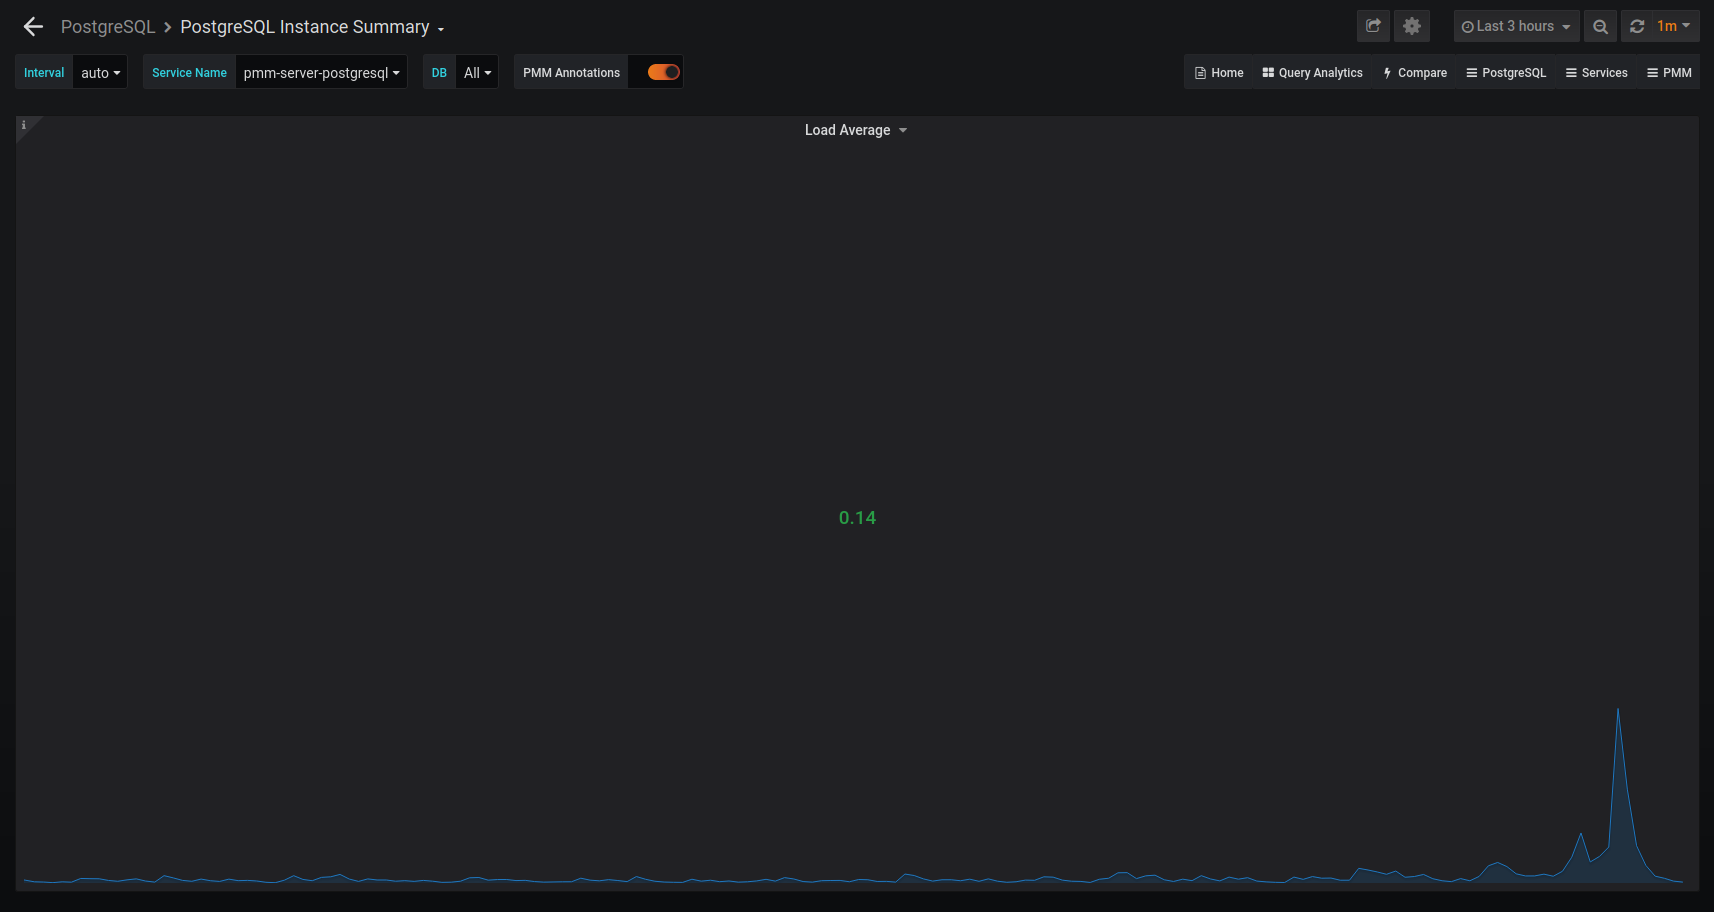 PostgreSQL > PostgreSQL Instance Summary
Last 3 hours
1m
Interval auto
Service Name pmm-server-postgresql
DB All
PMM Annotations
Home
Query Analytics
Compare
PostgreSQL
Services
PMM
i
Load Average
0.14